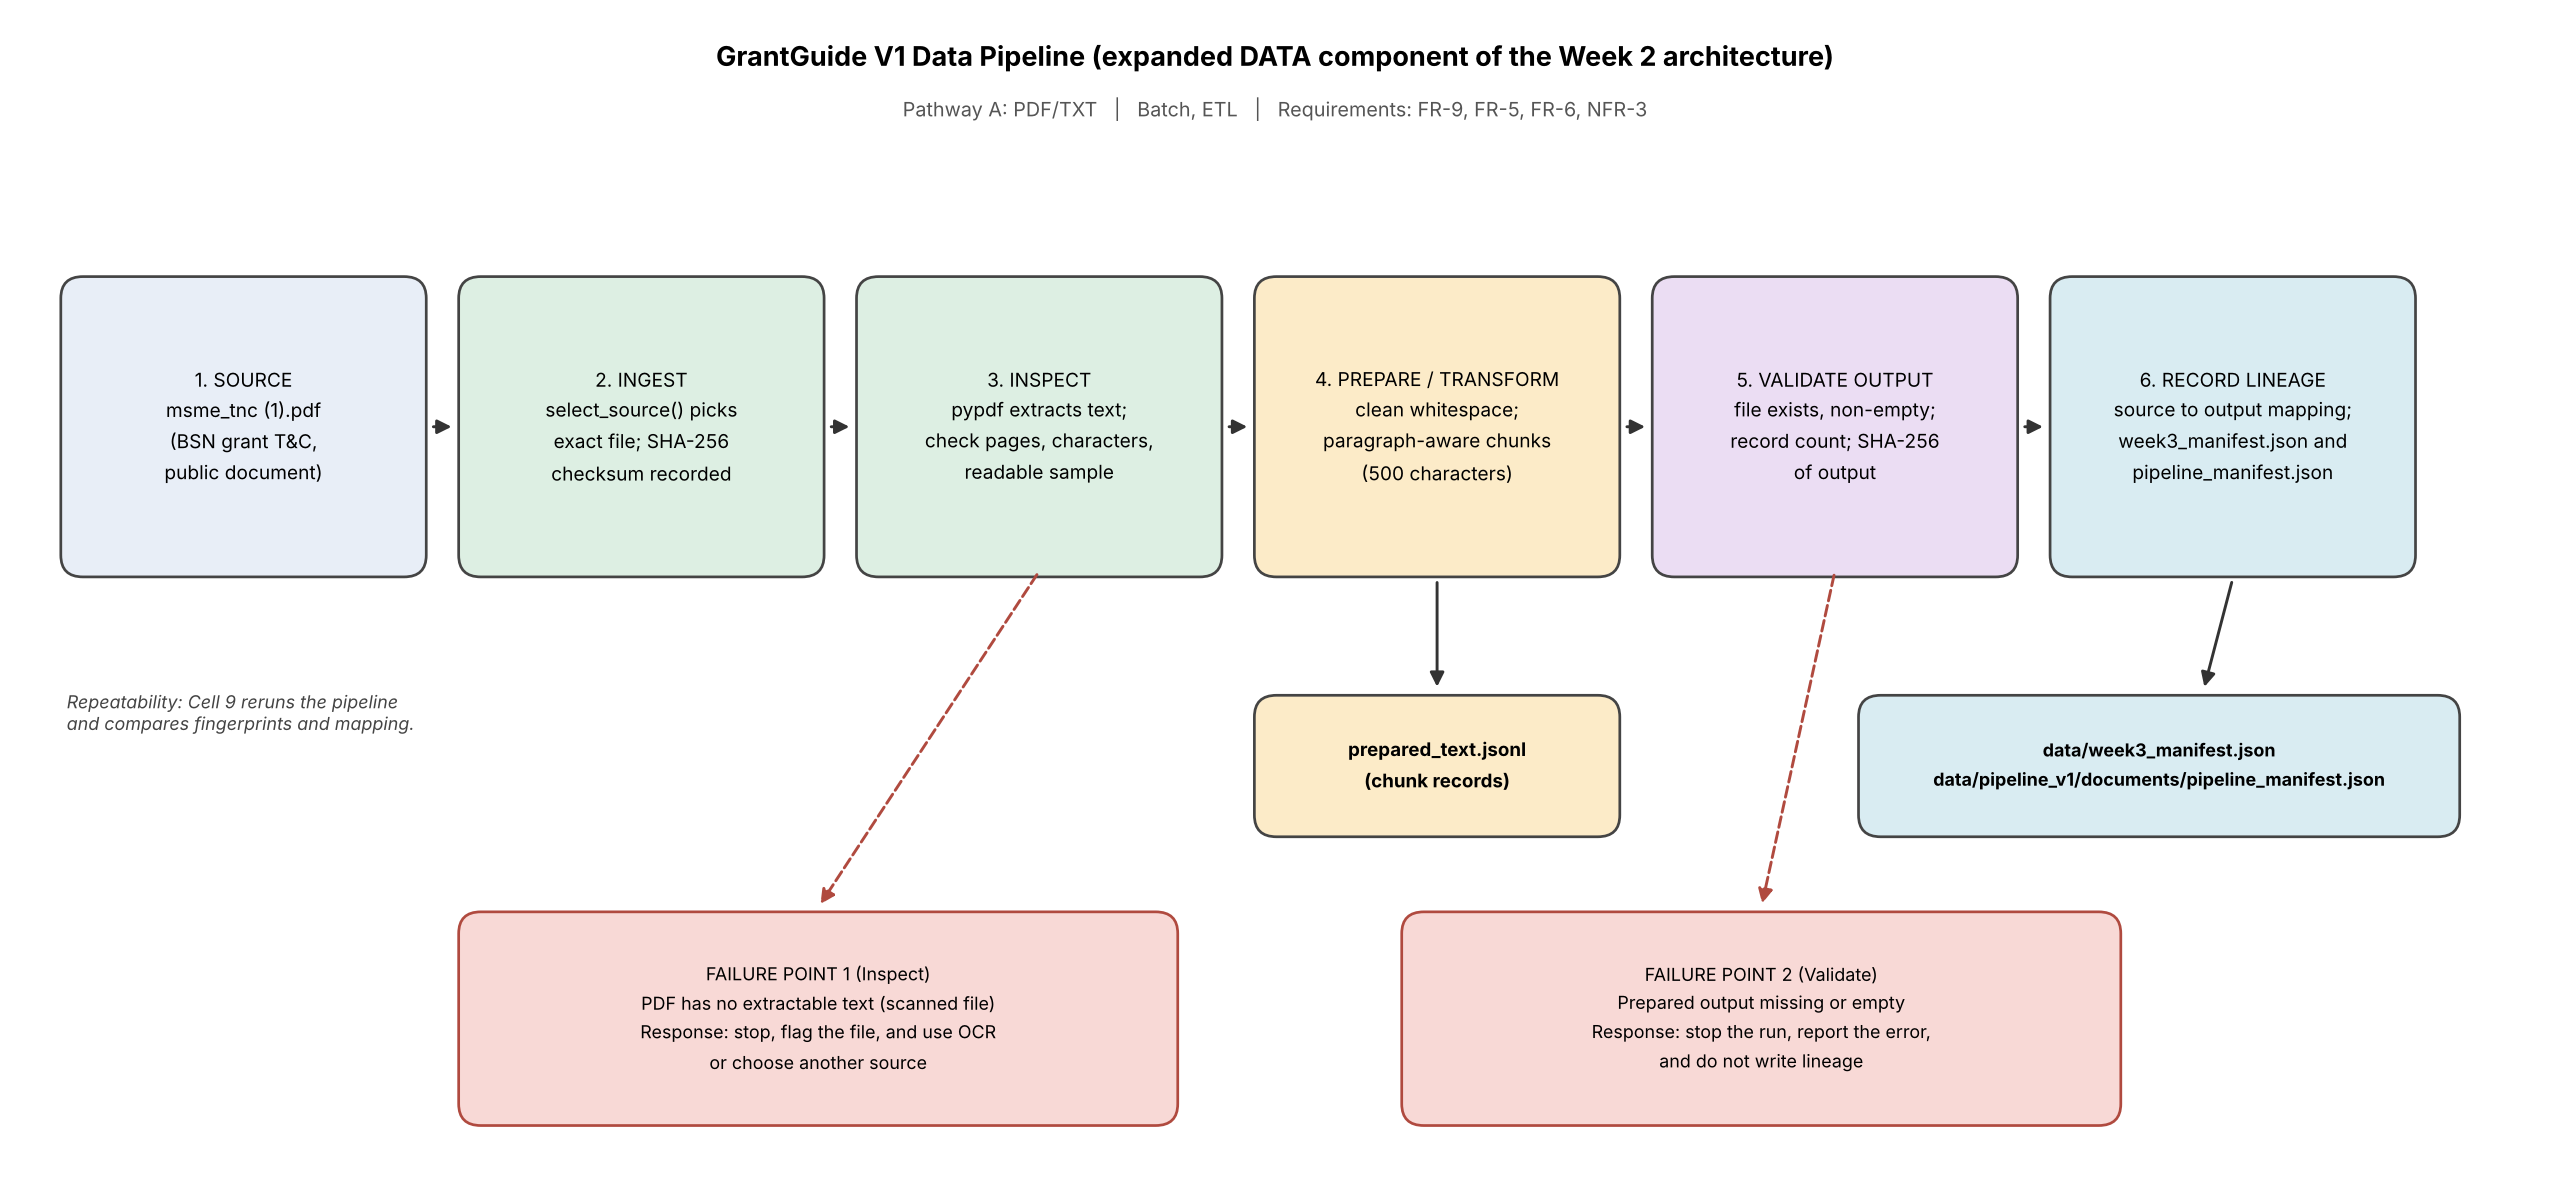 GrantGuide V1 Data Pipeline (expanded DATA component of the Week 2 architecture)
Pathway A: PDF/TXT | Batch, ETL | Requirements: FR-9, FR-5, FR-6, NFR-3
1. SOURCE
msme_tnc (1).pdf
(BSN grant T&C,
public document)
2. INGEST
select_source() picks
exact file; SHA-256
checksum recorded
3. INSPECT
pypdf extracts text;
check pages, characters,
readable sample
4. PREPARE / TRANSFORM
clean whitespace;
paragraph-aware chunks
(500 characters)
5. VALIDATE OUTPUT
file exists, non-empty;
record count; SHA-256
of output
6. RECORD LINEAGE
source to output mapping;
week3_manifest.json and
pipeline_manifest.json
Repeatability: Cell 9 reruns the pipeline
and compares fingerprints and mapping.
prepared_text.jsonl
(chunk records)
data/week3_manifest.json
data/pipeline_v1/documents/pipeline_manifest.json
FAILURE POINT 1 (Inspect)
PDF has no extractable text (scanned file)
Response: stop, flag the file, and use OCR
or choose another source
FAILURE POINT 2 (Validate)
Prepared output missing or empty
Response: stop the run, report the error,
and do not write lineage